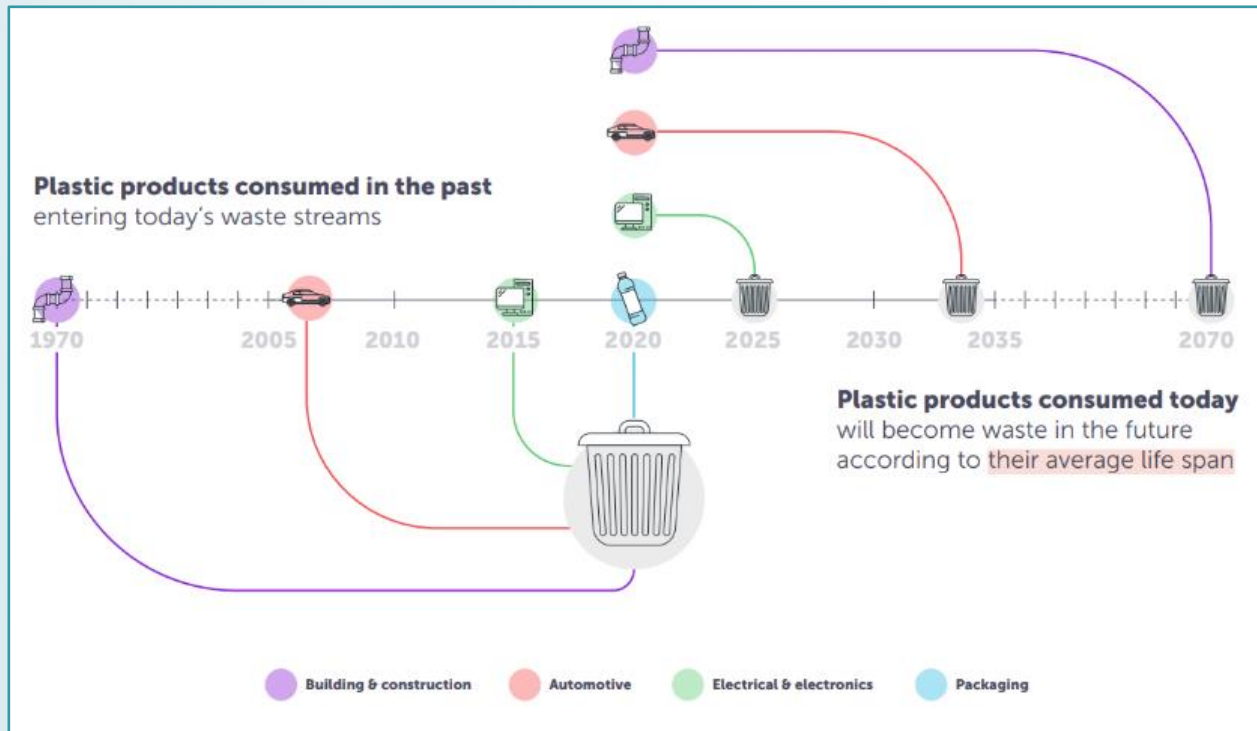 Plastic products consumed in the past
entering today's waste streams
1970
2005
2010
2015
2020
2025
2030
2035
2070
Plastic products consumed today
will become waste in the future
according to their average life span
Building & construction
Automotive
Electrical & electronics
Packaging